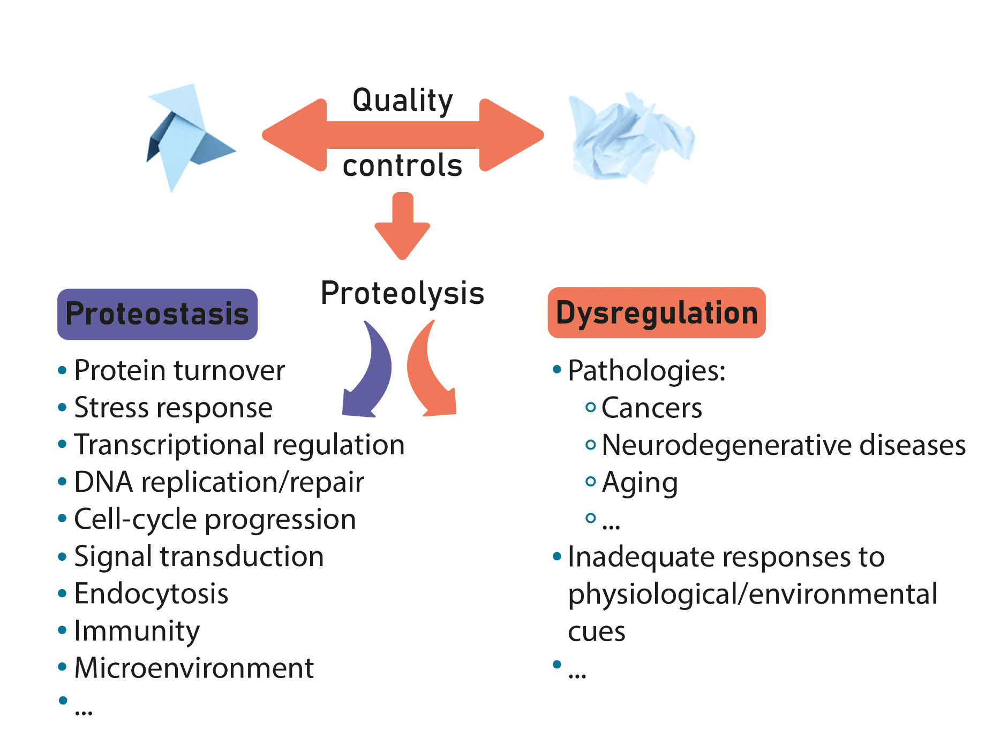 Quality
controls
Proteolysis
Proteostasis
• Protein turnover
• Stress response
• Transcriptional regulation
• DNA replication/repair
• Cell-cycle progression
• Signal transduction
• Endocytosis
• Immunity
• Microenvironment
• ...
Dysregulation
• Pathologies:
○ Cancers
○ Neurodegenerative diseases
○ Aging
○ ...
• Inadequate responses to
physiological/environmental
cues
• ...